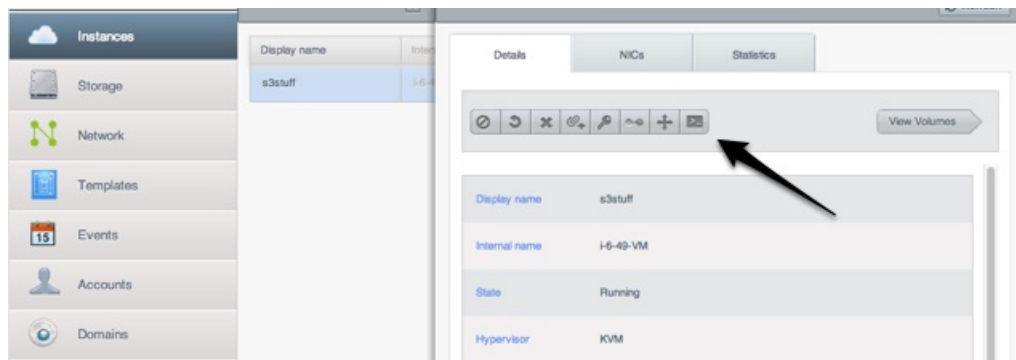 Instances
Storage
Network
Templates
15
Events
Accounts
Domains
Display name
s3stuff
Details
NICs
Statistics
View Volumes
Display name s3stuff
Internal name i-6-49-VM
State Running
Hypervisor KVM